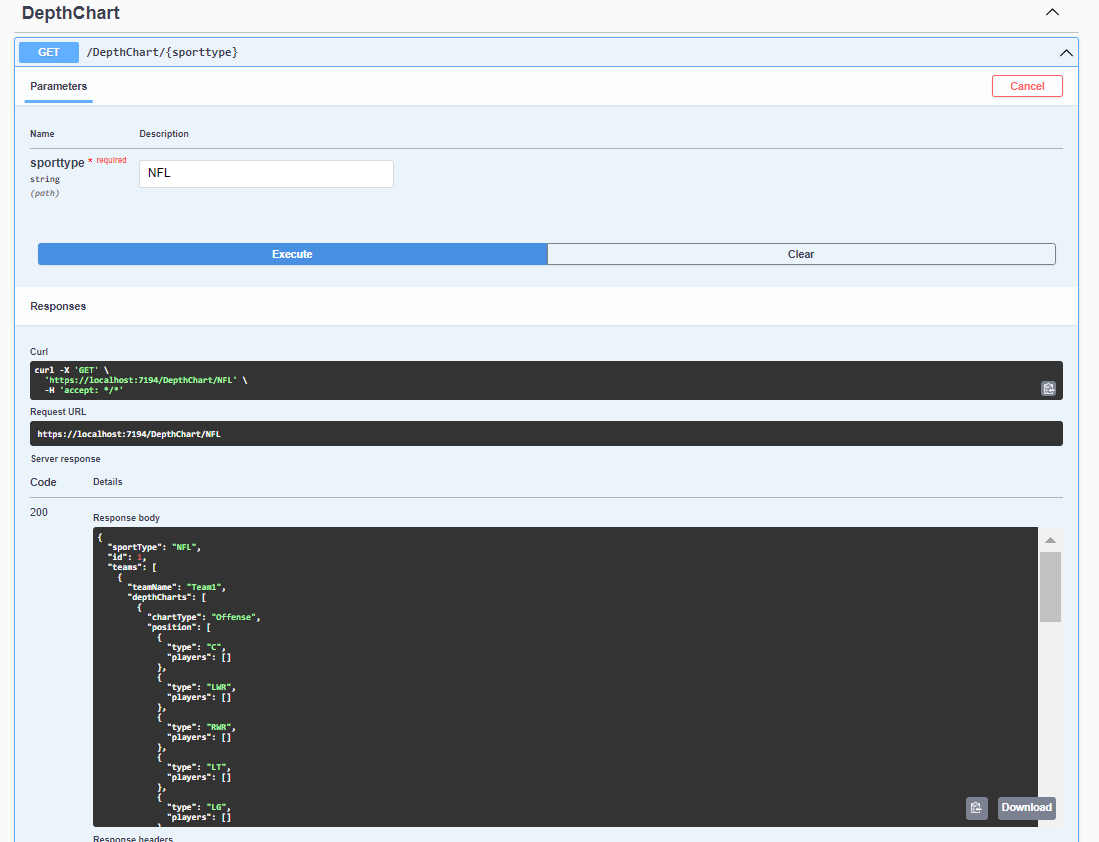 DepthChart
GET /DepthChart/{sporttype}
Parameters
Cancel
Name Description
sporttype * required
string
(path)
NFL
Execute Clear
Responses
Curl
curl -X 'GET' \
'https://localhost:7194/DepthChart/NFL' \
-H 'accept: */*'
Request URL
https://localhost:7194/DepthChart/NFL
Server response
Code Details
200
Response body
{
"sportType": "NFL",
"id": 1,
"teams": [
{
"teamName": "Team1",
"depthCharts": [
{
"chartType": "Offense",
"position": [
{
"type": "C",
"players": []
},
{
"type": "LWR",
"players": []
},
{
"type": "RWR",
"players": []
},
{
"type": "LT",
"players": []
},
{
"type": "LG",
"players": []
}
Download
Response headers